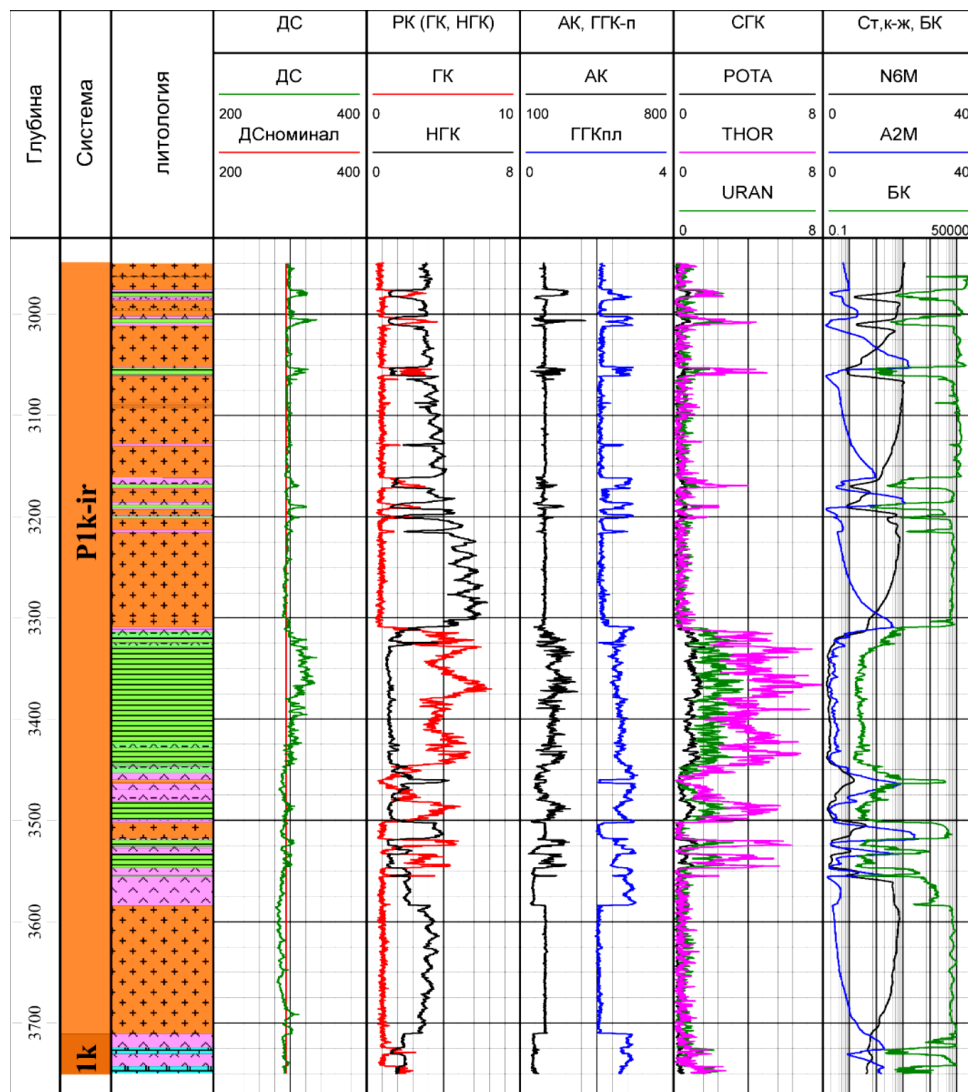 ДС
РК (ГК, НГК)
АК, ГГК-п
СГК
Ст,к-ж, БК
Глубина
Система
литология
ДС
ГК
АК
POTA
N6M
200 400
0 10
100 800
0 8
0 40
ДСноминал
НГК
ГГКпл
THOR
A2M
200 400
0 8
1 4
0 8
0 40
URAN
БК
0 8
0.1 50000
3000
3100
P1k-ir
3200
3300
3400
3500
3600
3700
1k